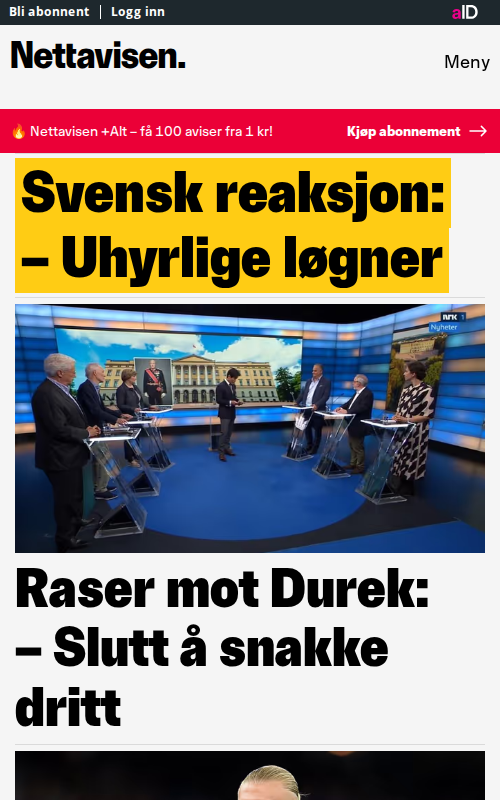 Bli abonnent Logg inn aID
Nettavisen.
Meny
🔥 Nettavisen +Alt – få 100 aviser fra 1 kr! Kjøp abonnement →
Svensk reaksjon:
– Uhyrlige løgner
NRK 1
Nyheter
Raser mot Durek:
– Slutt å snakke
dritt